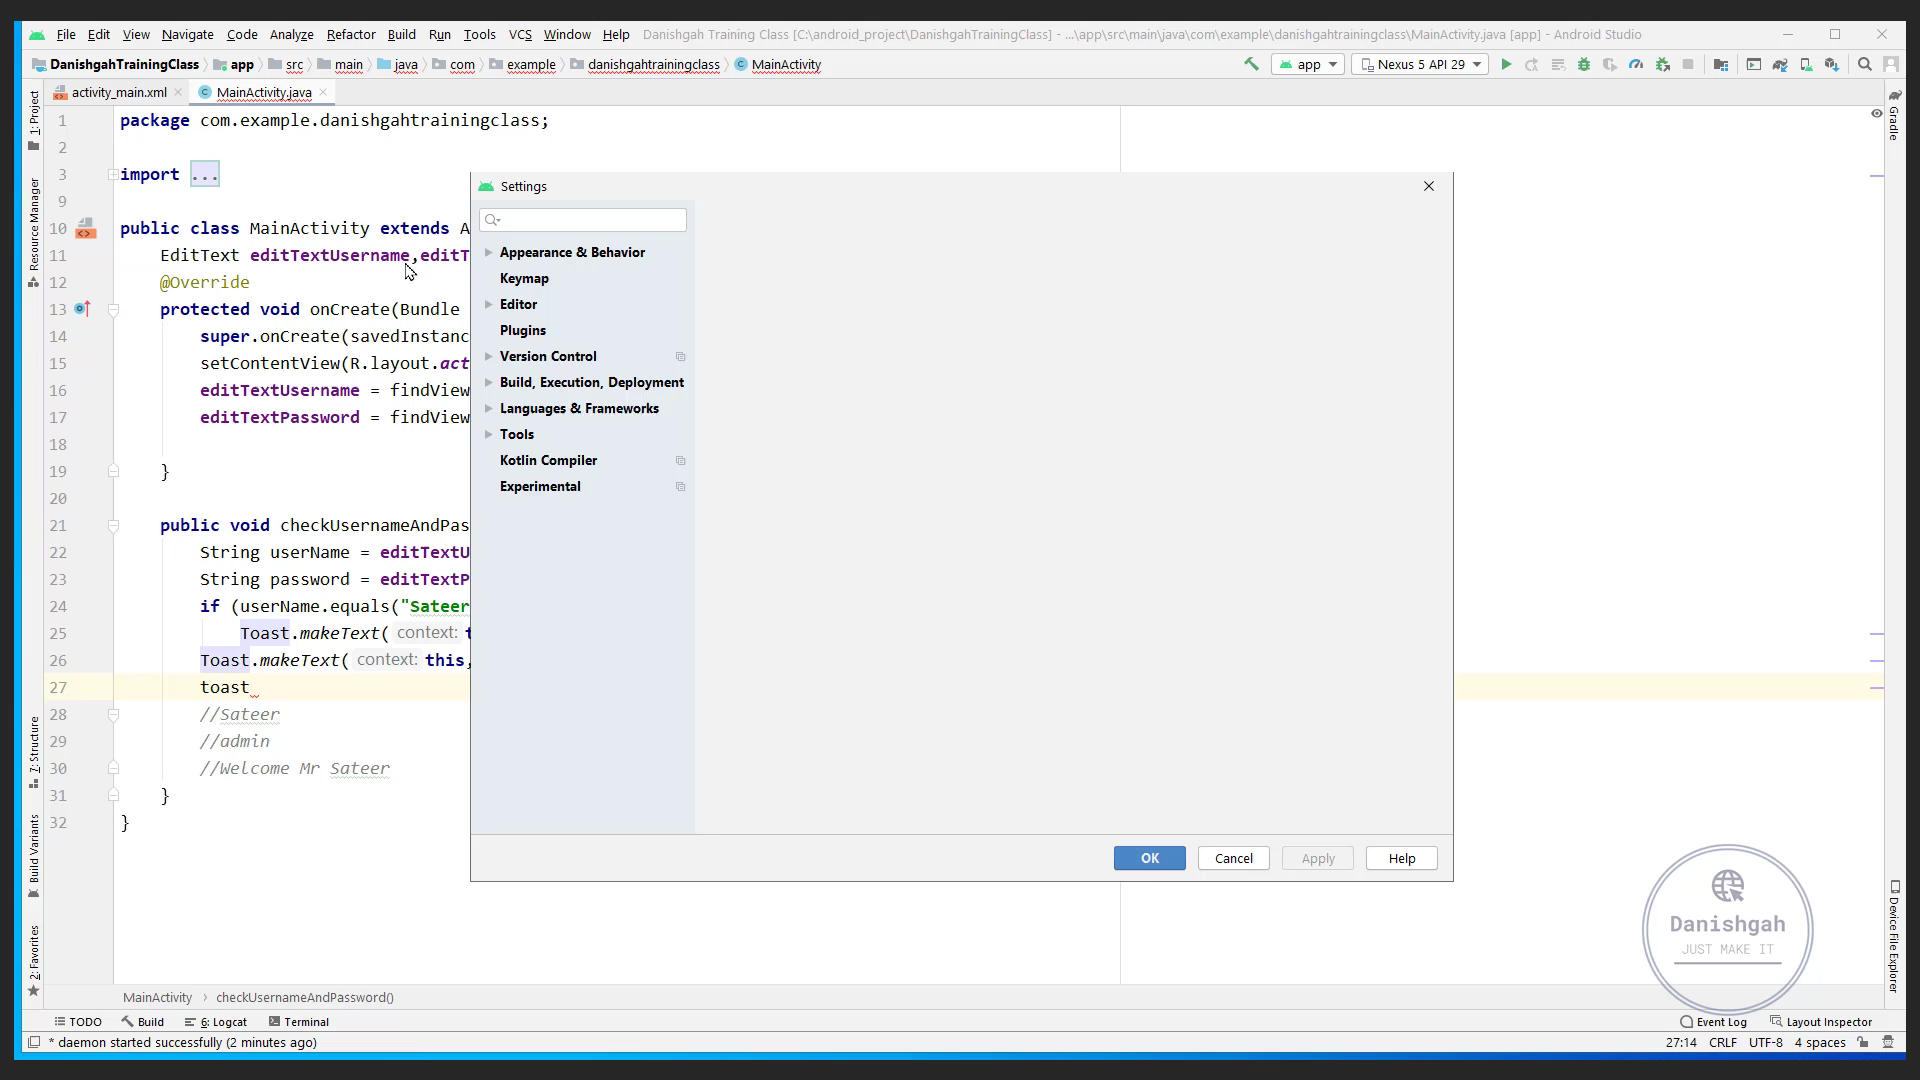 File Edit View Navigate Code Analyze Refactor Build Run Tools VCS Window Help Danishgah Training Class [C:\android_project\DanishgahTrainingClass] - ...\app\src\main\java\com\example\danishgahtrainingclass\MainActivity.java [app] - Android Studio
DanishgahTrainingClass app src main java com example danishgahtrainingclass MainActivity app Nexus 5 API 29
activity_main.xml MainActivity.java
1 package com.example.danishgahtrainingclass;
2
3 import ...
9
10 public class MainActivity extends A
11 EditText editTextUsername,editT
12 @Override
13 protected void onCreate(Bundle
14 super.onCreate(savedInstanc
15 setContentView(R.layout.act
16 editTextUsername = findView
17 editTextPassword = findView
18
19 }
20
21 public void checkUsernameAndPas
22 String userName = editTextU
23 String password = editTextP
24 if (userName.equals("Sateer
25 Toast.makeText( context: t
26 Toast.makeText( context: this,
27 toast
28 //Sateer
29 //admin
30 //Welcome Mr Sateer
31 }
32 }
Settings
Appearance & Behavior
Keymap
Editor
Plugins
Version Control
Build, Execution, Deployment
Languages & Frameworks
Tools
Kotlin Compiler
Experimental
OK Cancel Apply Help
1: Project
Resource Manager
7: Structure
Build Variants
2: Favorites
Gradle
Device File Explorer
Danishgah
JUST MAKE IT
MainActivity › checkUsernameAndPassword()
TODO Build 6: Logcat Terminal Event Log Layout Inspector
* daemon started successfully (2 minutes ago) 27:14 CRLF UTF-8 4 spaces